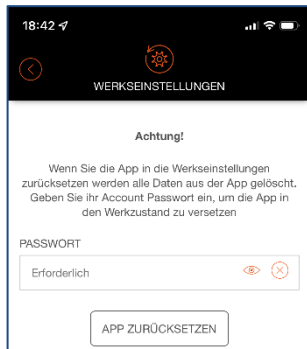 18:42
WERKSEINSTELLUNGEN
Achtung!
Wenn Sie die App in die Werkseinstellungen
zurücksetzen werden alle Daten aus der App gelöscht.
Geben Sie ihr Account Passwort ein, um die App in
den Werkzustand zu versetzen
PASSWORT
Erforderlich
APP ZURÜCKSETZEN